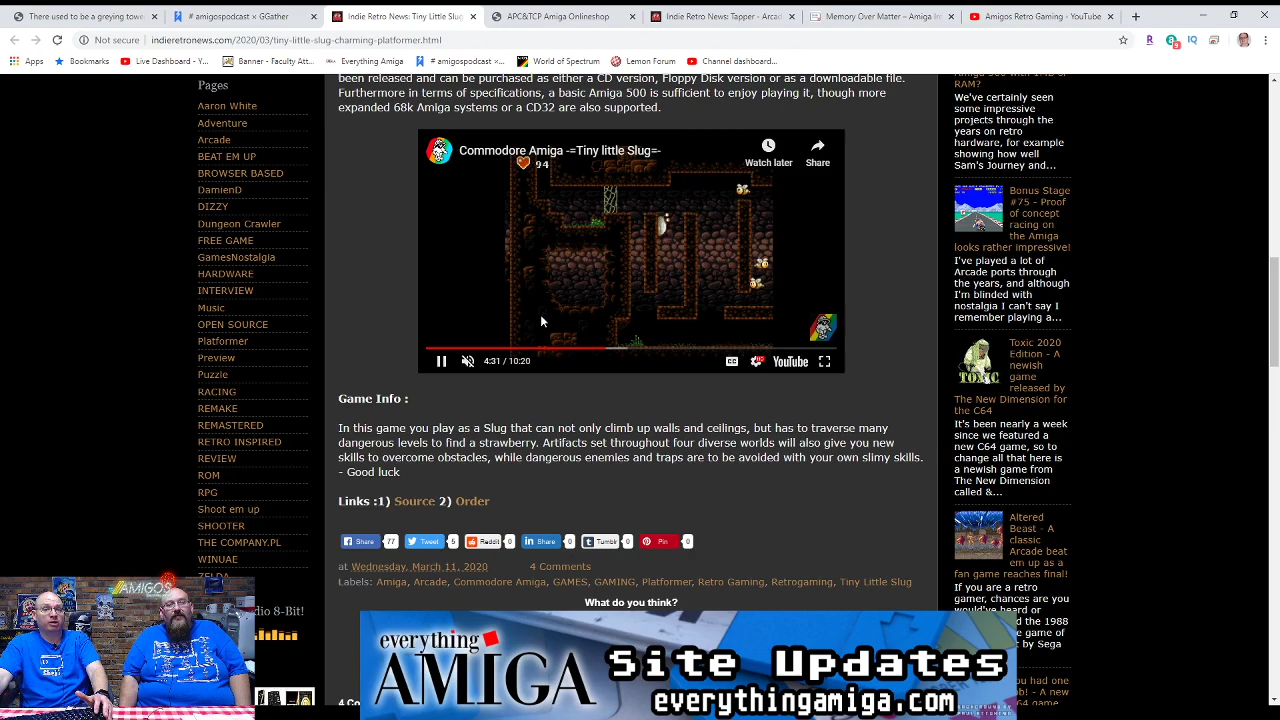 There used to be a greying towe
# amigospodcast × GGather
Indie Retro News: Tiny Little Slug
APC&TCP Amiga Onlineshop
Indie Retro News: Tapper - Arcad
Memory Over Matter – Amiga Int
Amigos Retro Gaming - YouTube
Not secure
indieretronews.com/2020/03/tiny-little-slug-charming-platformer.html
Apps
Bookmarks
Live Dashboard - Y...
Banner - Faculty Att...
Everything Amiga
# amigospodcast ×...
World of Spectrum
Lemon Forum
Channel dashboard...
Pages
Aaron White
Adventure
Arcade
BEAT EM UP
BROWSER BASED
DamienD
DIZZY
Dungeon Crawler
FREE GAME
GamesNostalgia
HARDWARE
INTERVIEW
Music
OPEN SOURCE
Platformer
Preview
Puzzle
RACING
REMAKE
REMASTERED
RETRO INSPIRED
REVIEW
ROM
RPG
Shoot em up
SHOOTER
THE COMPANY.PL
WINUAE
ZELDA
dio 8-Bit!
AMIGOS
been released and can be purchased as either a CD version, Floppy Disk version or as a downloadable file.
Furthermore in terms of specifications, a basic Amiga 500 is sufficient to enjoy playing it, though more
expanded 68k Amiga systems or a CD32 are also supported.
Commodore Amiga -=Tiny little Slug=-
94
Watch later
Share
4:31 / 10:20
CC
HD
YouTube
Game Info :
In this game you play as a Slug that can not only climb up walls and ceilings, but has to traverse many
dangerous levels to find a strawberry. Artifacts set throughout four diverse worlds will also give you new
skills to overcome obstacles, while dangerous enemies and traps are to be avoided with your own slimy skills.
- Good luck
Links :1) Source 2) Order
Share 77 Tweet 5 Reddit 0 Share 0 Tumblr 0 Pin 0
at Wednesday, March 11, 2020 4 Comments
Labels: Amiga, Arcade, Commodore Amiga, GAMES, GAMING, Platformer, Retro Gaming, Retrogaming, Tiny Little Slug
What do you think?
everything
AMIGA
Site Updates
everythingamiga.com
Amiga 500 with 1MB of
RAM?
We've certainly seen
some impressive
projects through the
years on retro
hardware, for example
showing how well
Sam's Journey and...
Bonus Stage
#75 - Proof
of concept
racing on
the Amiga
looks rather impressive!
I've played a lot of
Arcade ports through
the years, and although
I'm blinded with
nostalgia I can't say I
remember playing a...
TOXIC
Toxic 2020
Edition - A
newish
game
released by
The New Dimension for
the C64
It's been nearly a week
since we featured a
new C64 game, so to
change all that here is
a newish game from
The New Dimension
called &...
Altered
Beast - A
classic
Arcade beat
em up as a
fan game reaches final!
If you are a retro
gamer, chances are you
would've heard or
the 1988
game of
t by Sega
ou had one
ob! - A new